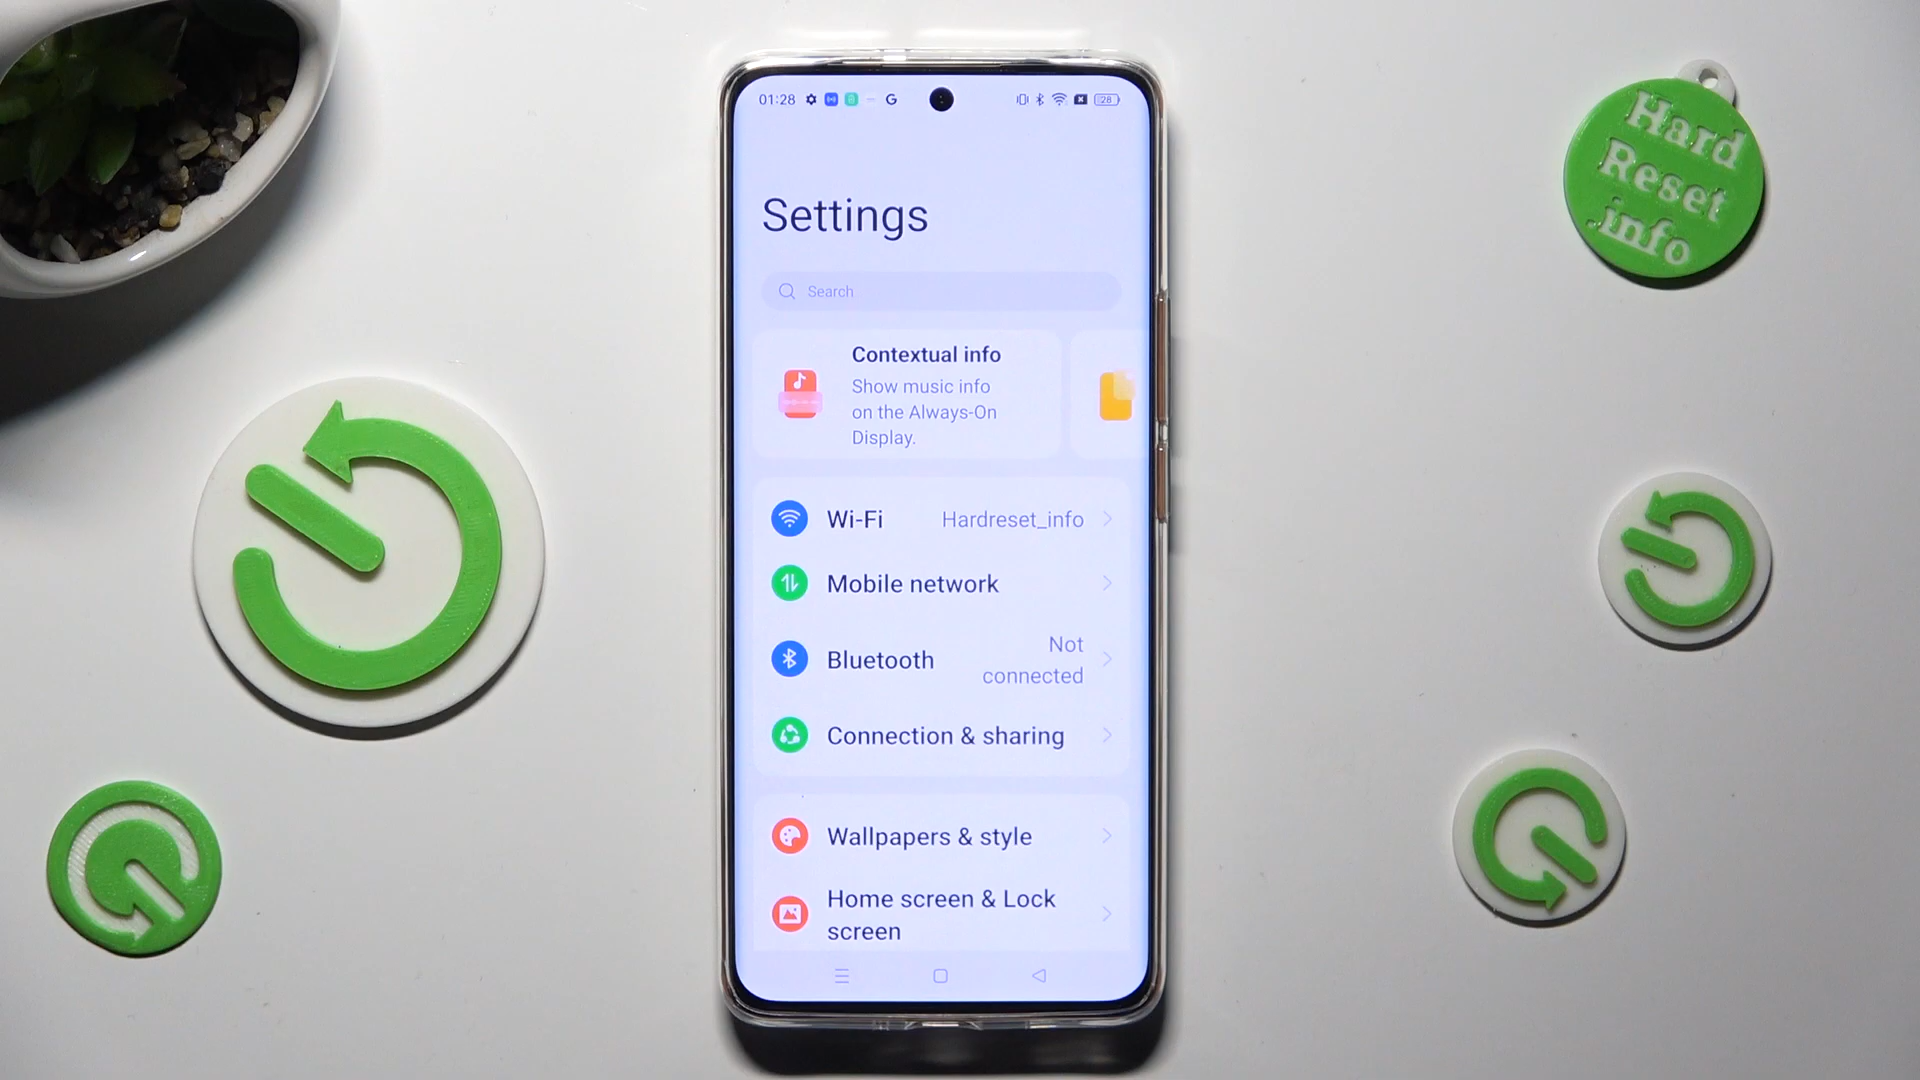 01:28
G
28
Settings
Search
Contextual info
Show music info
on the Always-On
Display.
Wi-Fi
Hardreset_info
Mobile network
Bluetooth
Not
connected
Connection & sharing
Wallpapers & style
Home screen & Lock
screen
Hard
Reset
.info